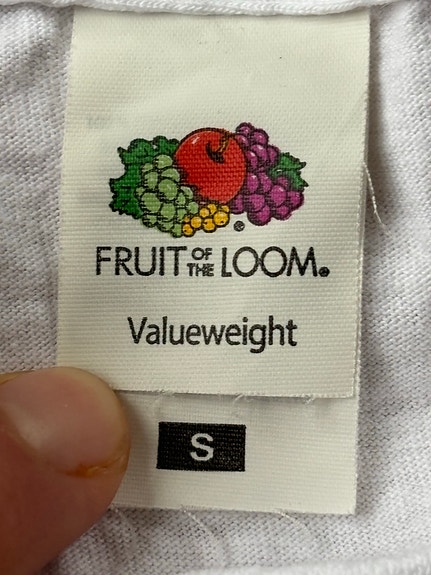 FRUIT OF THE LOOM®
Valueweight
S